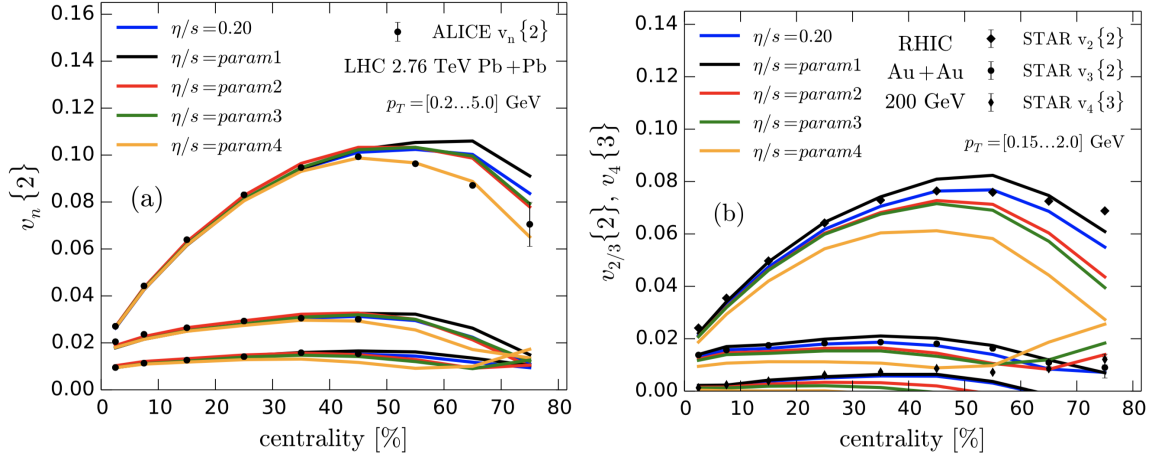 0.16
0.14
0.12
0.10
0.08
0.06
0.04
0.02
0.00
v_n{2}
η/s=0.20
η/s=param1
η/s=param2
η/s=param3
η/s=param4
ALICE v_n{2}
LHC 2.76 TeV Pb+Pb
p_T=[0.2...5.0] GeV
(a)
0 10 20 30 40 50 60 70 80
centrality [%]
0.14
0.12
0.10
0.08
0.06
0.04
0.02
0.00
v_{2/3}{2}, v_4{3}
η/s=0.20
η/s=param1
η/s=param2
η/s=param3
η/s=param4
RHIC
Au+Au
200 GeV
STAR v_2{2}
STAR v_3{2}
STAR v_4{3}
p_T=[0.15...2.0] GeV
(b)
0 10 20 30 40 50 60 70 80
centrality [%]